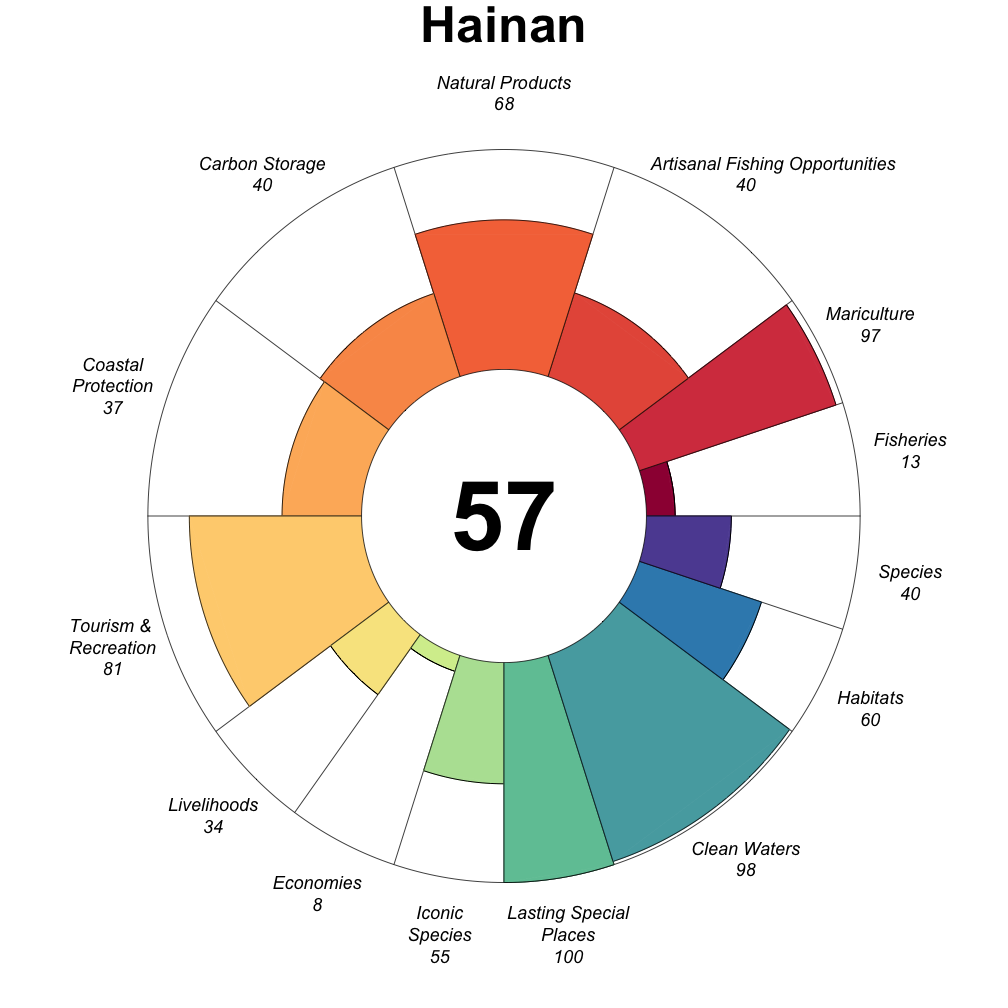 Hainan
Natural Products
68
Carbon Storage
40
Artisanal Fishing Opportunities
40
Mariculture
97
Coastal
Protection
37
Fisheries
13
57
Species
40
Tourism &
Recreation
81
Habitats
60
Livelihoods
34
Clean Waters
98
Economies
8
Iconic
Species
55
Lasting Special
Places
100